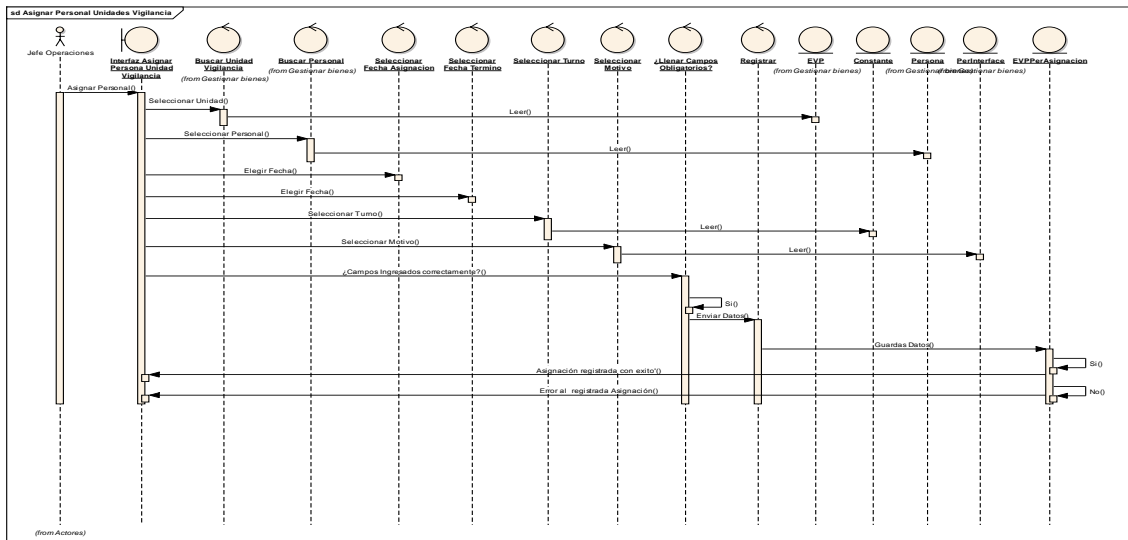 sd Asignar Personal Unidades Vigilancia
Jefe Operaciones
Interfaz Asignar
Persona Unidad
Vigilancia
Buscar Unidad
Vigilancia
(from Gestionar bienes)
Buscar Personal
(from Gestionar bienes)
Seleccionar
Fecha Asignacion
Seleccionar
Fecha Termino
Seleccionar Turno
Seleccionar
Motivo
¿Llenar Campos
Obligatorios?
Registrar
EVP
(from Gestionar bienes)
Constante
Persona
(from Gestionar bienes)
PerInterface
(from Gestionar bienes)
EVPPerAsignacion
Asignar Personal()
Seleccionar Unidad()
Leer()
Seleccionar Personal()
Leer()
Elegir Fecha()
Elegir Fecha()
Seleccionar Turno()
Leer()
Seleccionar Motivo()
Leer()
¿Campos Ingresados correctamente?()
Si()
Enviar Datos()
Guardas Datos()
Si()
Asignación registrada con exito'()
No()
Error al registrada Asignación()
(from Actores)